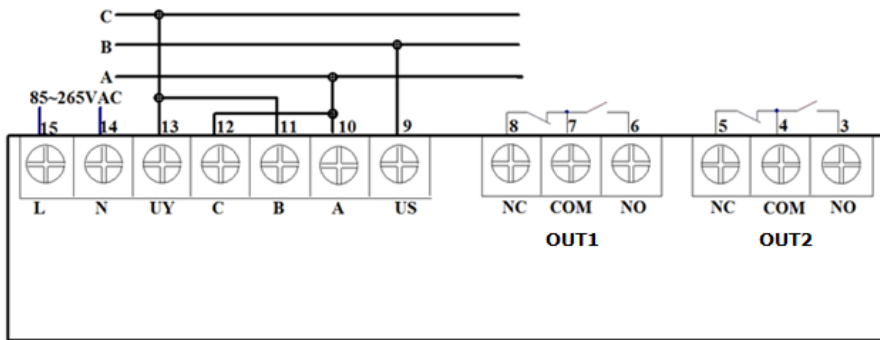 C
B
A
85~265VAC
15 14 13 12 11 10 9 8 7 6 5 4 3
L N UY C B A US NC COM NO NC COM NO
OUT1 OUT2